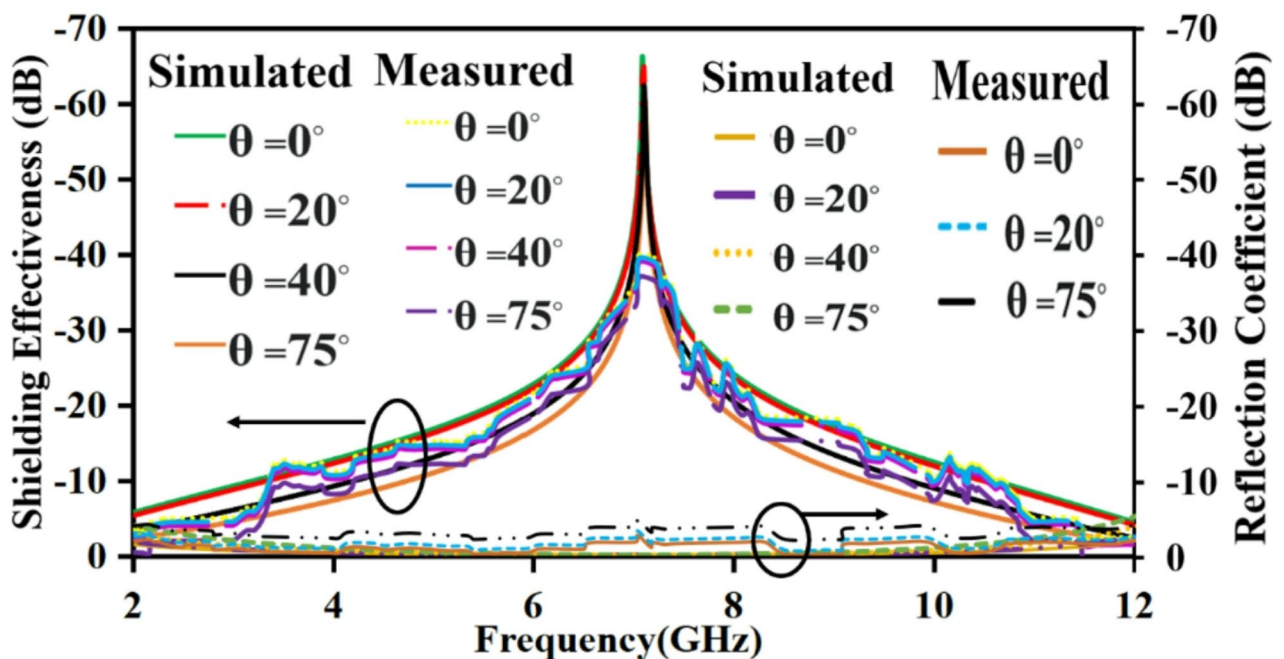 Shielding Effectiveness (dB)
-70
-60
-50
-40
-30
-20
-10
0
Simulated
θ =0°
θ =20°
θ =40°
θ =75°
Measured
θ =0°
θ =20°
θ =40°
θ =75°
Simulated
θ =0°
θ =20°
θ =40°
θ =75°
Measured
θ =0°
θ =20°
θ =75°
-70
-60
-50
-40
-30
-20
-10
0
Reflection Coefficient (dB)
2 4 6 8 10 12
Frequency(GHz)